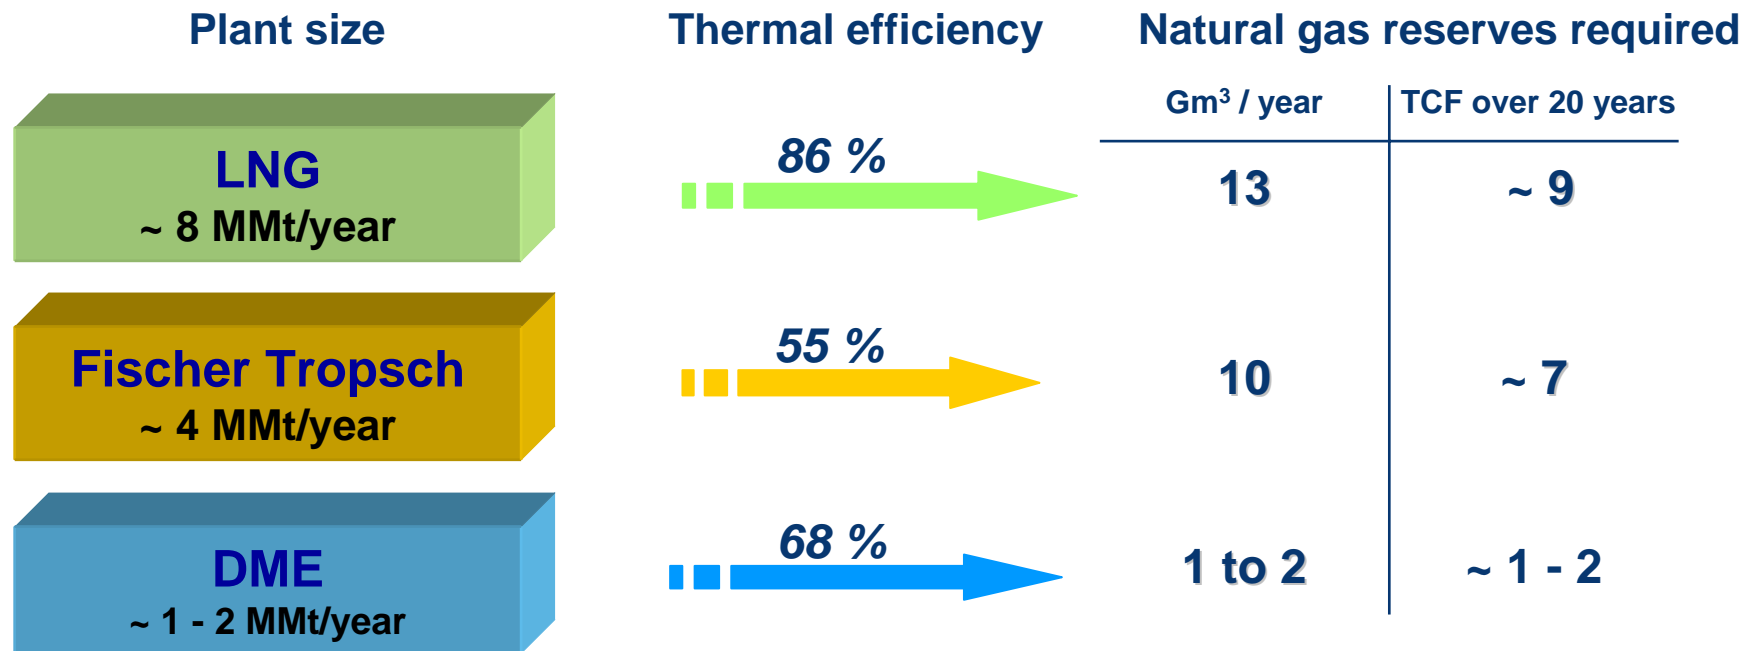 Plant size Thermal efficiency Natural gas reserves required
Gm³ / year TCF over 20 years
LNG
~ 8 MMt/year
86 %
13 ~ 9
Fischer Tropsch
~ 4 MMt/year
55 %
10 ~ 7
DME
~ 1 - 2 MMt/year
68 %
1 to 2 ~ 1 - 2